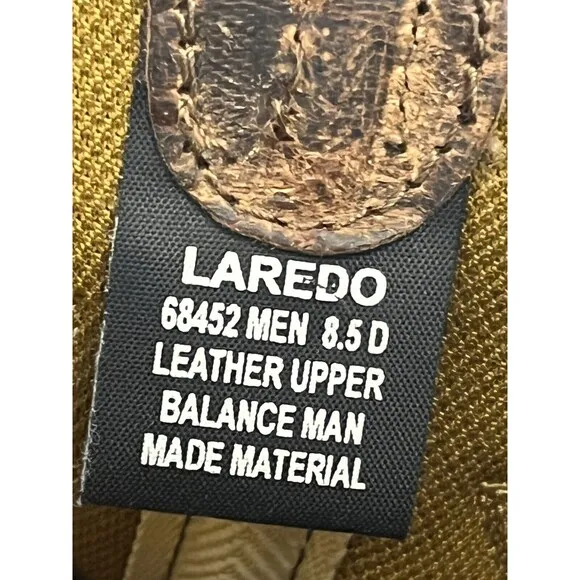 LAREDO
68452 MEN 8.5 D
LEATHER UPPER
BALANCE MAN
MADE MATERIAL